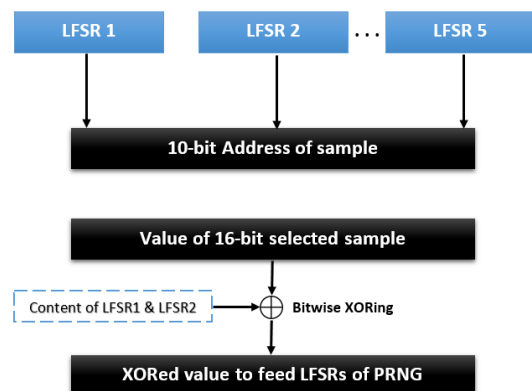 LFSR 1
LFSR 2
...
LFSR 5
10-bit Address of sample
Value of 16-bit selected sample
Content of LFSR1 & LFSR2
Bitwise XORing
XORed value to feed LFSRs of PRNG